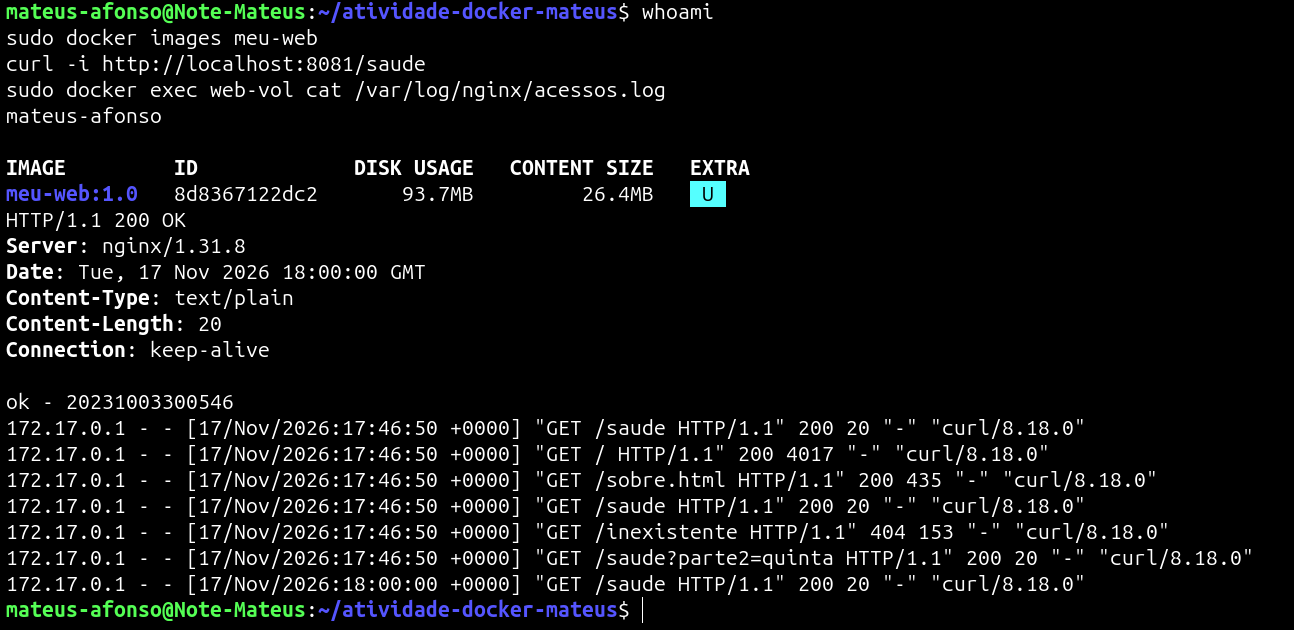 mateus-afonso@Note-Mateus:~/atividade-docker-mateus$ whoami
sudo docker images meu-web
curl -i http://localhost:8081/saude
sudo docker exec web-vol cat /var/log/nginx/acessos.log
mateus-afonso
IMAGE ID DISK USAGE CONTENT SIZE EXTRA
meu-web:1.0 8d8367122dc2 93.7MB 26.4MB U
HTTP/1.1 200 OK
Server: nginx/1.31.8
Date: Tue, 17 Nov 2026 18:00:00 GMT
Content-Type: text/plain
Content-Length: 20
Connection: keep-alive
ok - 20231003300546
172.17.0.1 - - [17/Nov/2026:17:46:50 +0000] "GET /saude HTTP/1.1" 200 20 "-" "curl/8.18.0"
172.17.0.1 - - [17/Nov/2026:17:46:50 +0000] "GET / HTTP/1.1" 200 4017 "-" "curl/8.18.0"
172.17.0.1 - - [17/Nov/2026:17:46:50 +0000] "GET /sobre.html HTTP/1.1" 200 435 "-" "curl/8.18.0"
172.17.0.1 - - [17/Nov/2026:17:46:50 +0000] "GET /saude HTTP/1.1" 200 20 "-" "curl/8.18.0"
172.17.0.1 - - [17/Nov/2026:17:46:50 +0000] "GET /inexistente HTTP/1.1" 404 153 "-" "curl/8.18.0"
172.17.0.1 - - [17/Nov/2026:17:46:50 +0000] "GET /saude?parte2=quinta HTTP/1.1" 200 20 "-" "curl/8.18.0"
172.17.0.1 - - [17/Nov/2026:18:00:00 +0000] "GET /saude HTTP/1.1" 200 20 "-" "curl/8.18.0"
mateus-afonso@Note-Mateus:~/atividade-docker-mateus$